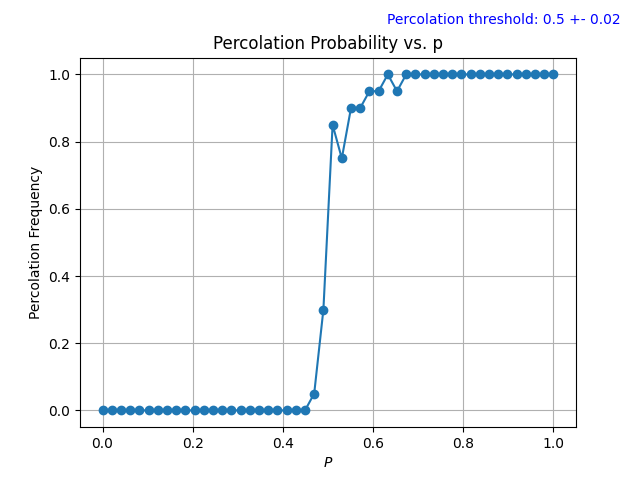 Percolation threshold: 0.5 +- 0.02
Percolation Probability vs. p
1.0
0.8
0.6
0.4
0.2
0.0
Percolation Frequency
0.0 0.2 0.4 0.6 0.8 1.0
P